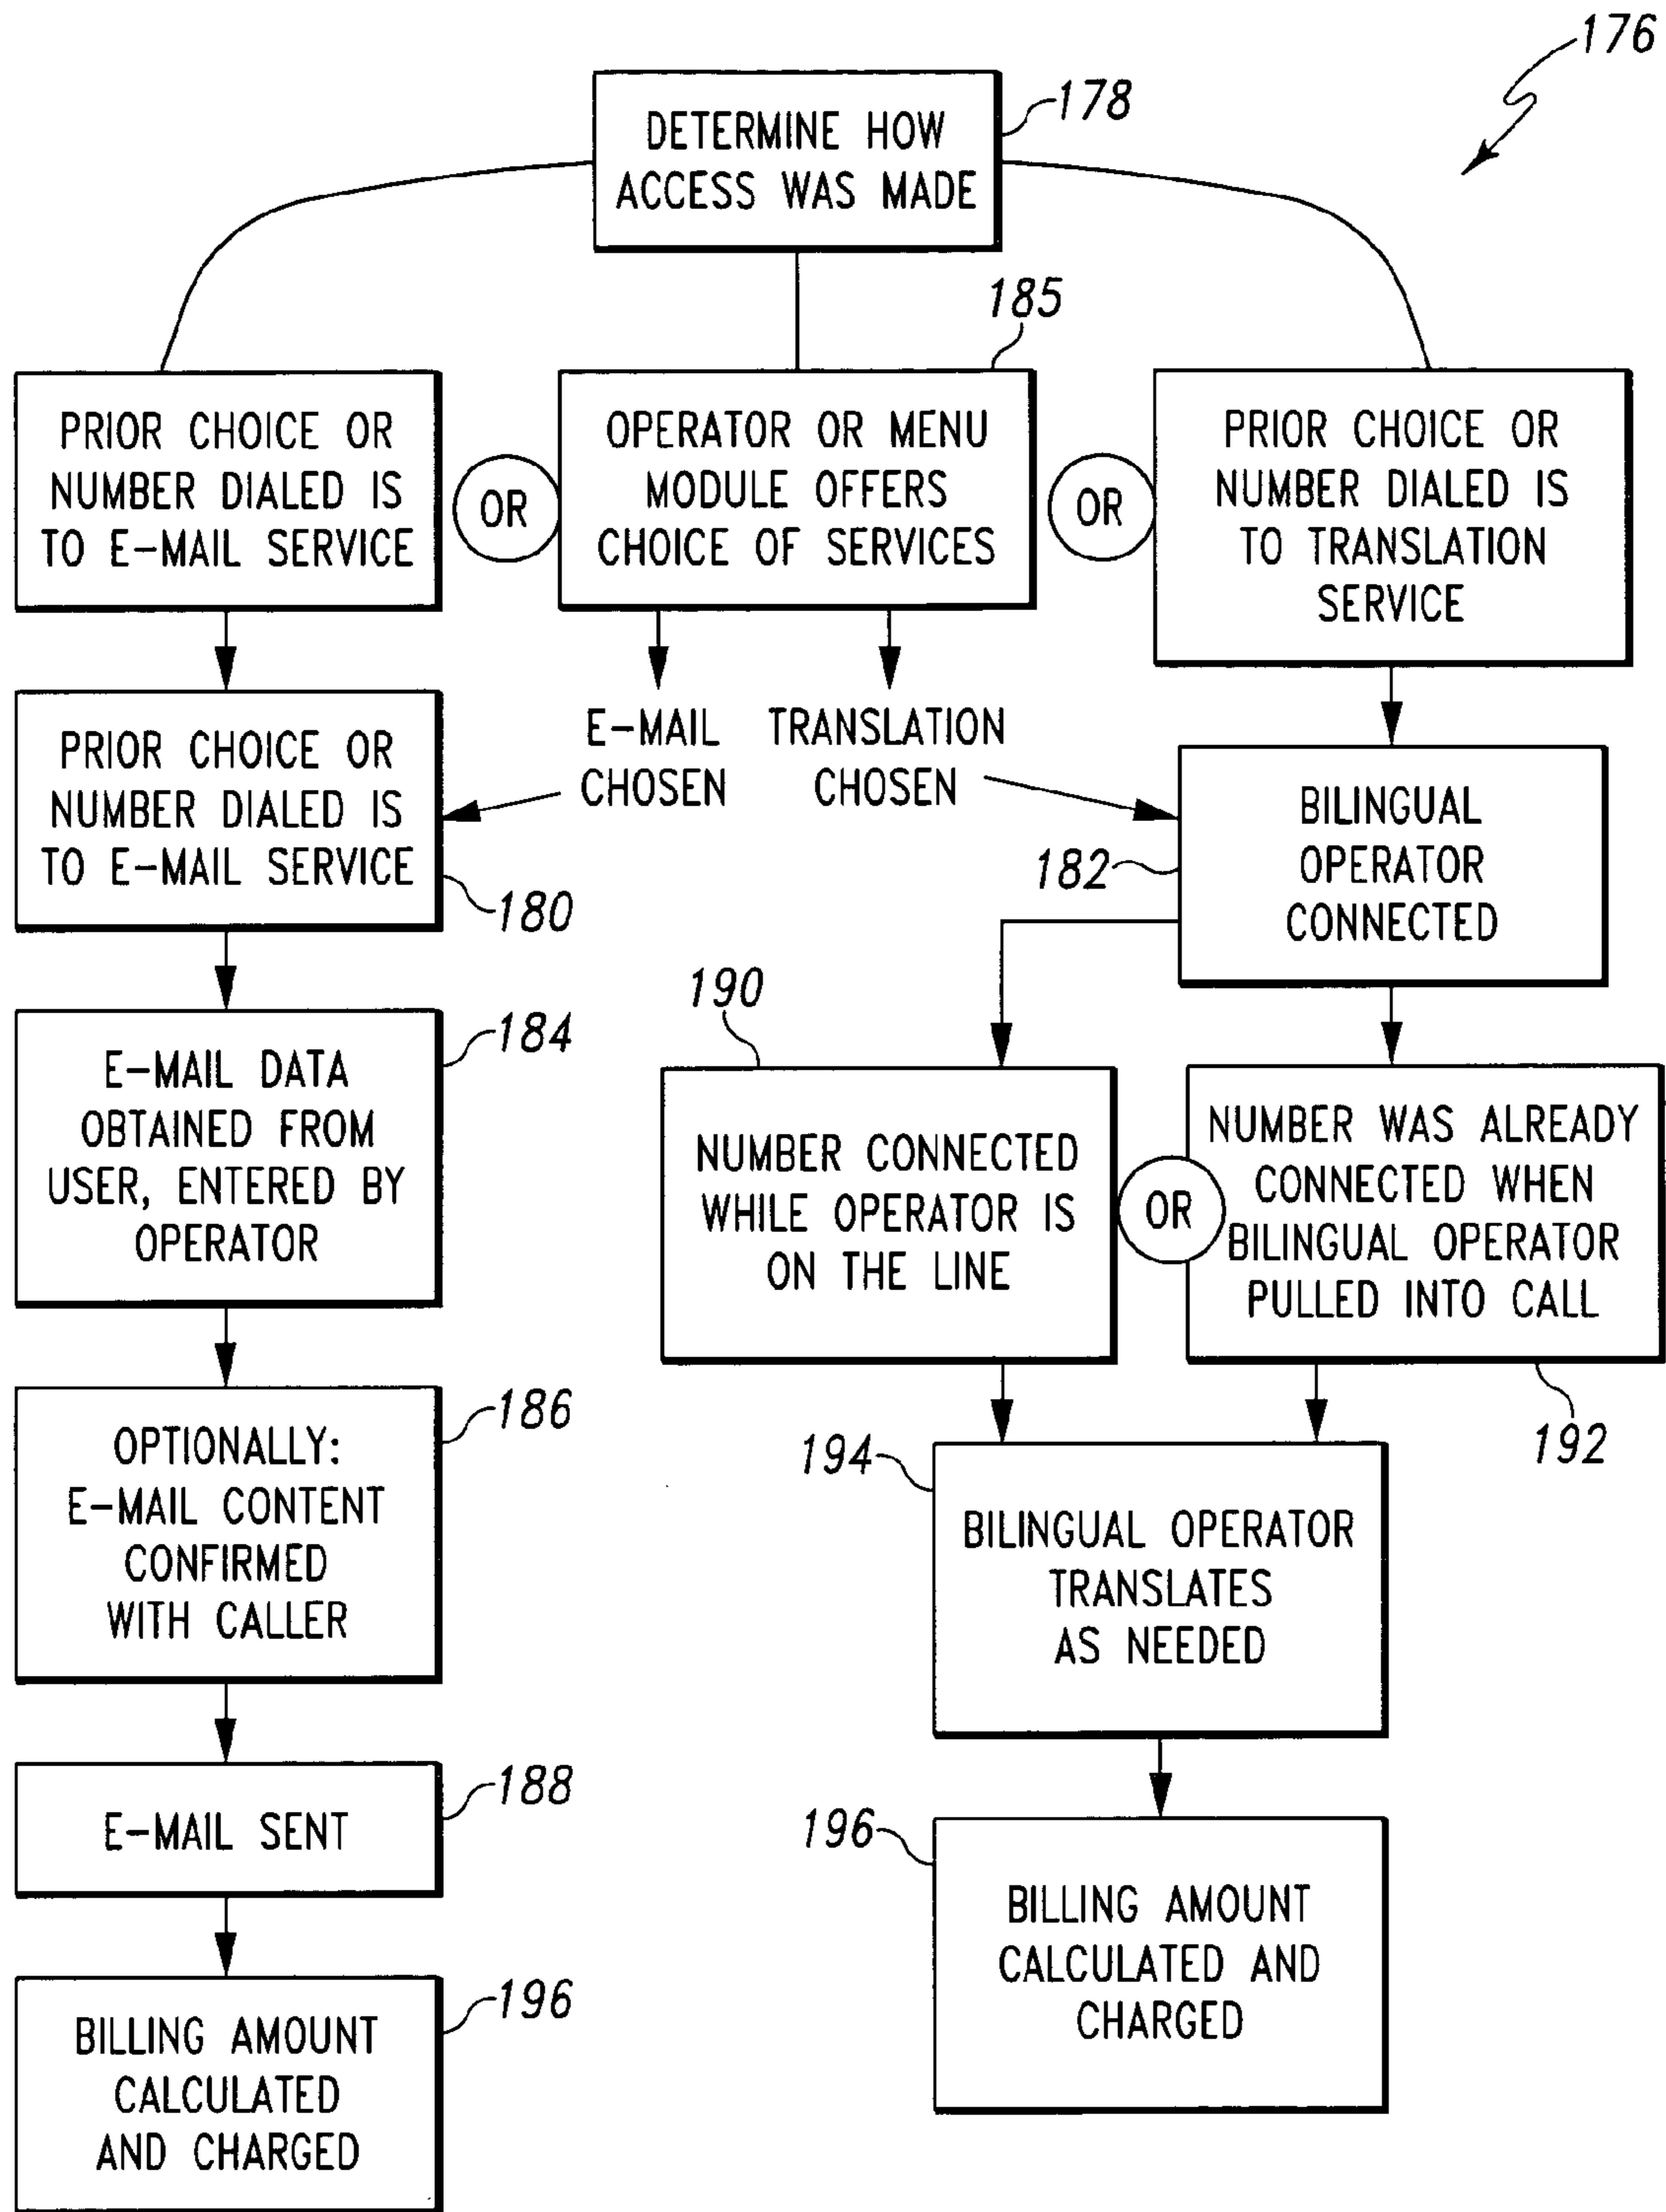 176
178
DETERMINE HOW
ACCESS WAS MADE
185
PRIOR CHOICE OR
NUMBER DIALED IS
TO E-MAIL SERVICE
OR
OPERATOR OR MENU
MODULE OFFERS
CHOICE OF SERVICES
OR
PRIOR CHOICE OR
NUMBER DIALED IS
TO TRANSLATION
SERVICE
E-MAIL
CHOSEN
TRANSLATION
CHOSEN
PRIOR CHOICE OR
NUMBER DIALED IS
TO E-MAIL SERVICE
180
182
BILINGUAL
OPERATOR
CONNECTED
184
E-MAIL DATA
OBTAINED FROM
USER, ENTERED BY
OPERATOR
190
NUMBER CONNECTED
WHILE OPERATOR IS
ON THE LINE
OR
NUMBER WAS ALREADY
CONNECTED WHEN
BILINGUAL OPERATOR
PULLED INTO CALL
192
186
OPTIONALLY:
E-MAIL CONTENT
CONFIRMED
WITH CALLER
194
BILINGUAL OPERATOR
TRANSLATES
AS NEEDED
188
E-MAIL SENT
196
BILLING AMOUNT
CALCULATED AND
CHARGED
196
BILLING AMOUNT
CALCULATED
AND CHARGED